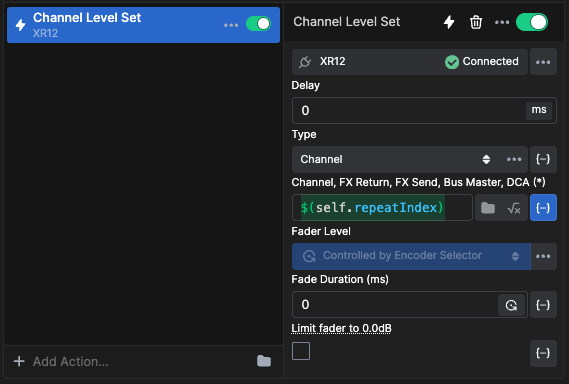 Channel Level Set
XR12
Channel Level Set
XR12
Connected
Delay
0
ms
Type
Channel
Channel, FX Return, FX Send, Bus Master, DCA (*)
$(self.repeatIndex)
√x
Fader Level
Controlled by Encoder Selector
Fade Duration (ms)
0
Limit fader to 0.0dB
Add Action...